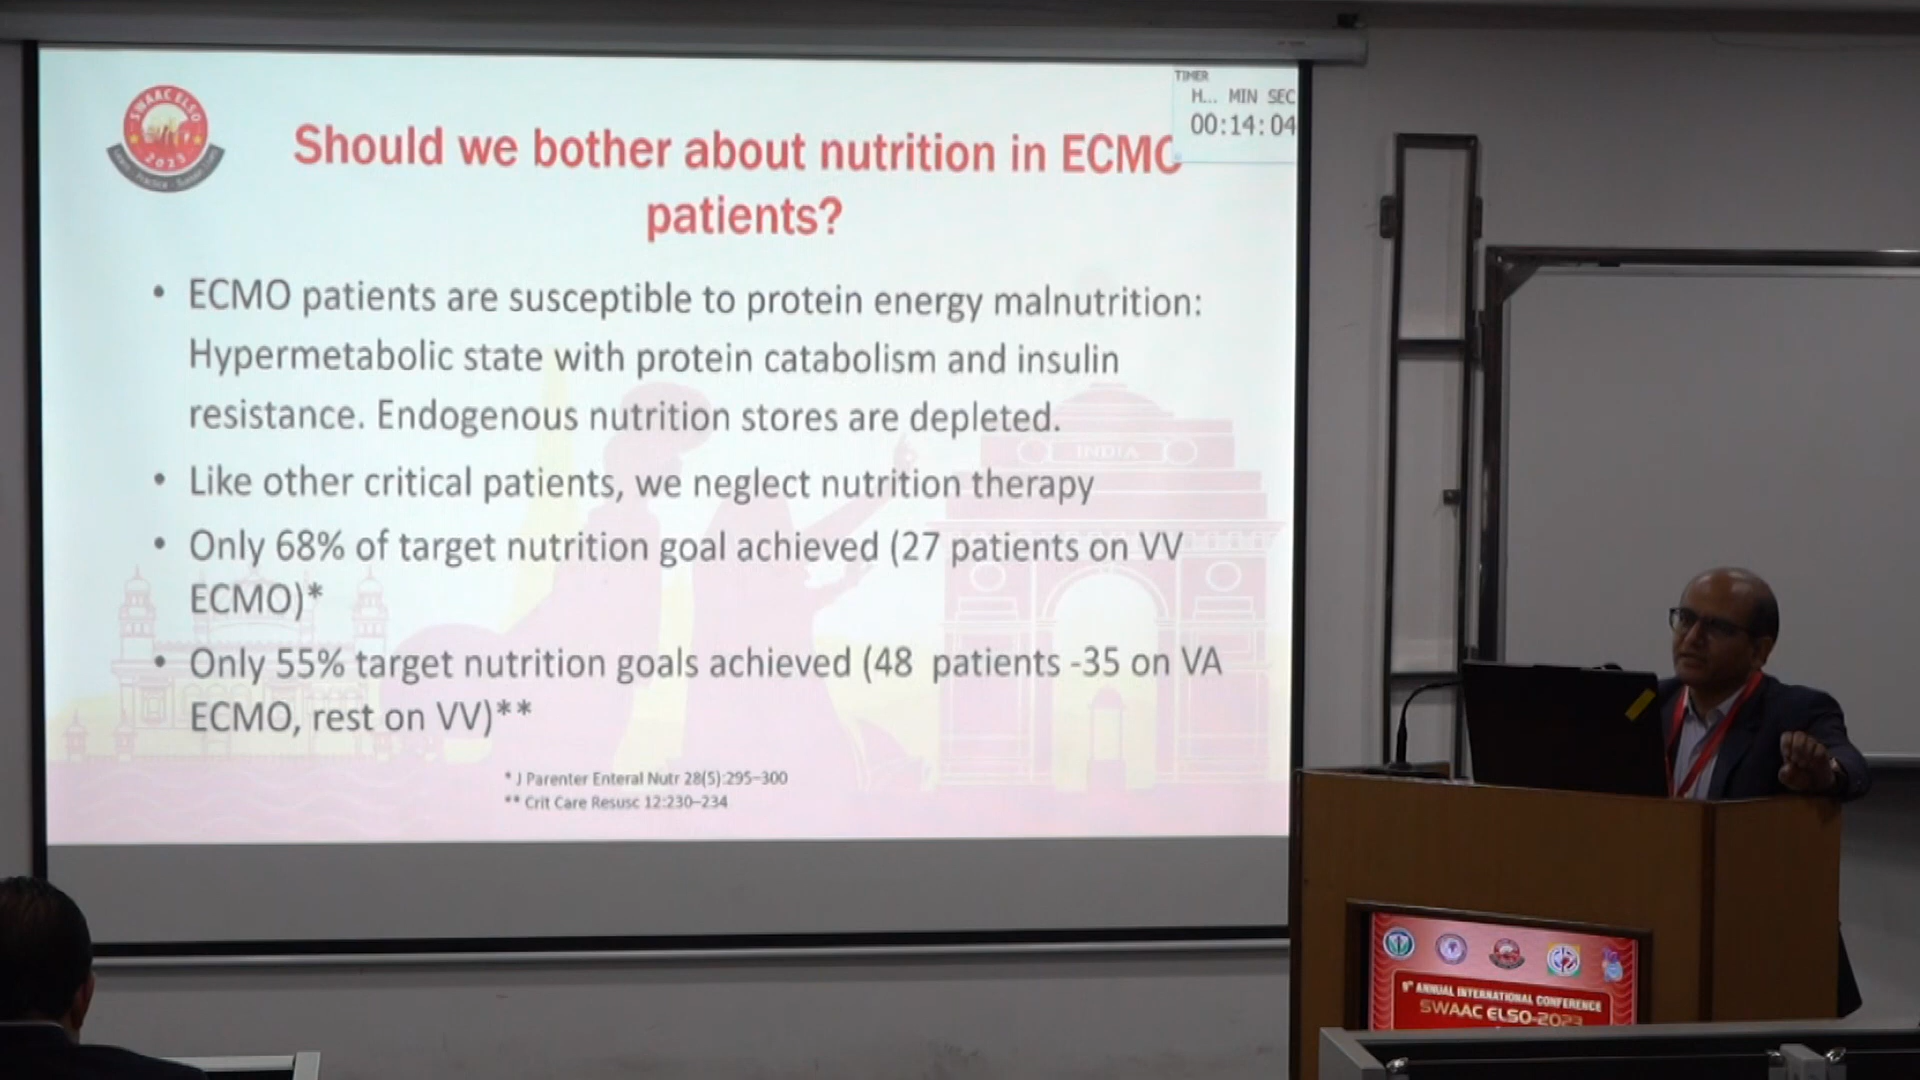 SWAAC ELSO
2023
TIMER
H... MIN SEC
00:14:04
Should we bother about nutrition in ECMO
patients?
• ECMO patients are susceptible to protein energy malnutrition:
Hypermetabolic state with protein catabolism and insulin
resistance. Endogenous nutrition stores are depleted.
• Like other critical patients, we neglect nutrition therapy
• Only 68% of target nutrition goal achieved (27 patients on VV
ECMO)*
• Only 55% target nutrition goals achieved (48 patients -35 on VA
ECMO, rest on VV)**
* J Parenter Enteral Nutr 28(5):295–300
** Crit Care Resusc 12:230–234
INDIA
9th ANNUAL INTERNATIONAL CONFERENCE
SWAAC ELSO-2023